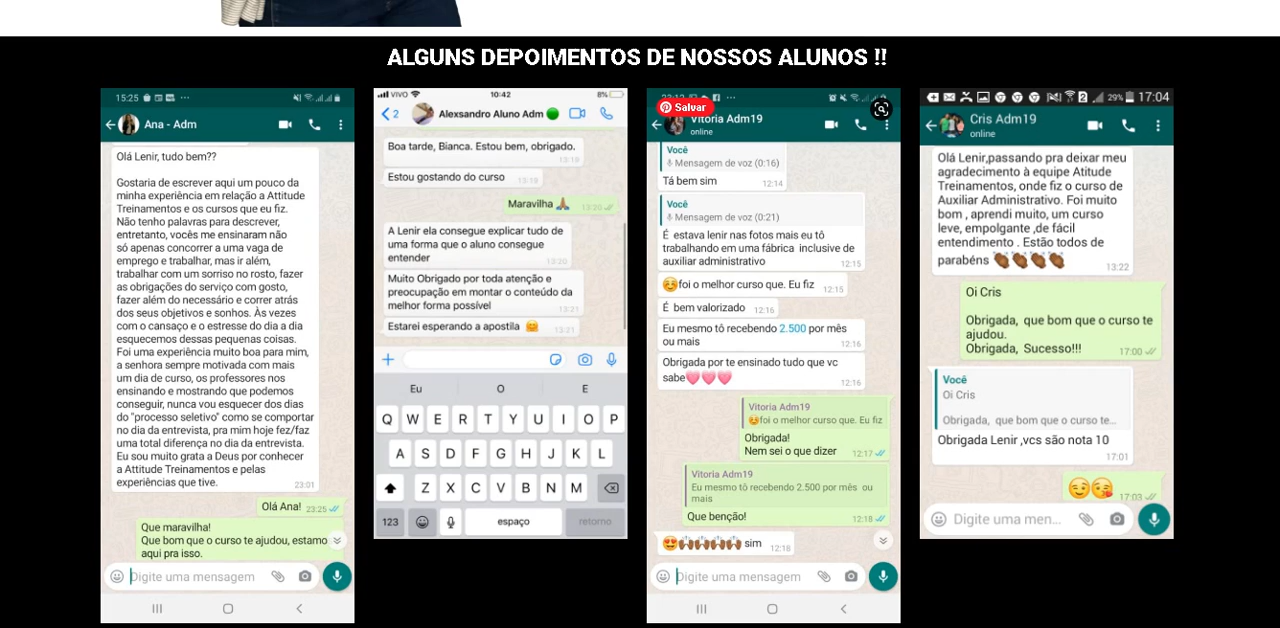 ALGUNS DEPOIMENTOS DE NOSSOS ALUNOS !!
15:25
Ana - Adm
Olá Lenir, tudo bem??
Gostaria de escrever aqui um pouco da
minha experiência em relação a Attitude
Treinamentos e os cursos que eu fiz.
Não tenho palavras para descrever,
entretanto, vocês me ensinaram não
só apenas concorrer a uma vaga de
emprego e trabalhar, mas ir além,
trabalhar com um sorriso no rosto, fazer
as obrigações do serviço com gosto,
fazer além do necessário e correr atrás
dos seus objetivos e sonhos. Às vezes
com o cansaço e o estresse do dia a dia
esquecemos dessas pequenas coisas.
Foi uma experiência muito boa para mim,
a senhora sempre motivada com mais
um dia de curso, os professores nos
ensinando e mostrando que podemos
conseguir, nunca vou esquecer dos dias
do "processo seletivo" como se comportar
no dia da entrevista, pra mim hoje fez/faz
uma total diferença no dia da entrevista.
Eu sou muito grata a Deus por conhecer
a Attitude Treinamentos e pelas
experiências que tive.
23:01
Olá Ana! 23:25
Que maravilha!
Que bom que o curso te ajudou, estamo
aqui pra isso.
Digite uma mensagem
VIVO 10:42 8%
2 Alexsandro Aluno Adm
Boa tarde, Bianca. Estou bem, obrigado.
13:18
Estou gostando do curso 13:19
Maravilha 🙏🏽 13:20
A Lenir ela consegue explicar tudo de
uma forma que o aluno consegue
entender 13:20
Muito Obrigado por toda atenção e
preocupação em montar o conteúdo da
melhor forma possível 13:21
Estarei esperando a apostila 🤗 13:21
Eu O E
Q W E R T Y U I O P
A S D F G H J K L
Z X C V B N M
123 espaço retorno
Salvar
Vitoria Adm19
online
Você
Mensagem de voz (0:16)
Tá bem sim 12:14
Você
Mensagem de voz (0:21)
É estava lenir nas fotos mais eu tô
trabalhando em uma fábrica inclusive de
auxiliar administrativo 12:15
☺️foi o melhor curso que. Eu fiz 12:15
É bem valorizado 12:16
Eu mesmo tô recebendo 2.500 por mês
ou mais 12:16
Obrigada por te ensinado tudo que vc
sabe💗💗💗 12:16
Vitoria Adm19
☺️foi o melhor curso que. Eu fiz
Obrigada!
Nem sei o que dizer 12:17
Vitoria Adm19
Eu mesmo tô recebendo 2.500 por mês ou
mais
Que benção! 12:18
😍🙌🏾🙌🏾🙌🏾🙌🏾 sim 12:18
Digite uma mensagem
2 29% 17:04
Cris Adm19
online
Olá Lenir,passando pra deixar meu
agradecimento à equipe Atitude
Treinamentos, onde fiz o curso de
Auxiliar Administrativo. Foi muito
bom , aprendi muito, um curso
leve, empolgante ,de fácil
entendimento . Estão todos de
parabéns 👏🏾👏🏾👏🏾👏🏾 13:22
Oi Cris
Obrigada, que bom que o curso te
ajudou.
Obrigada, Sucesso!!! 17:00
Você
Oi Cris
Obrigada, que bom que o curso te...
Obrigada Lenir ,vcs são nota 10
17:01
😉😘 17:03
Digite uma men...